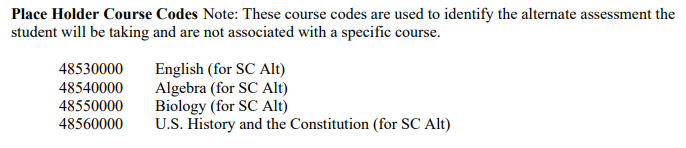 Place Holder Course Codes Note: These course codes are used to identify the alternate assessment the
student will be taking and are not associated with a specific course.
48530000 English (for SC Alt)
48540000 Algebra (for SC Alt)
48550000 Biology (for SC Alt)
48560000 U.S. History and the Constitution (for SC Alt)